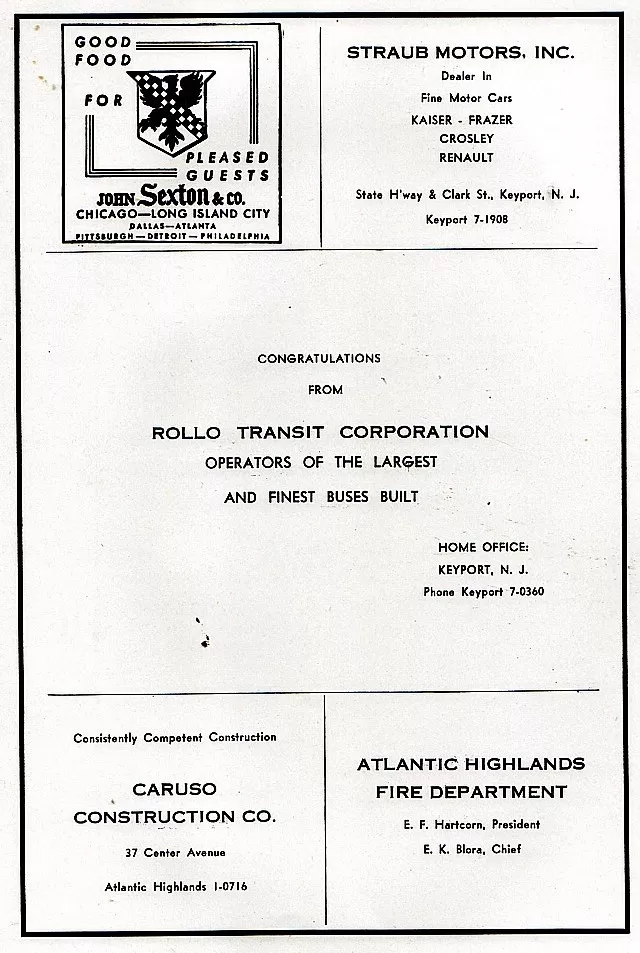 GOOD
FOOD
FOR
PLEASED
GUESTS
JOHN Sexton & CO.
CHICAGO—LONG ISLAND CITY
DALLAS—ATLANTA
PITTSBURGH—DETROIT—PHILADELPHIA
STRAUB MOTORS, INC.
Dealer In
Fine Motor Cars
KAISER - FRAZER
CROSLEY
RENAULT
State H'way & Clark St., Keyport, N. J.
Keyport 7-1908
CONGRATULATIONS
FROM
ROLLO TRANSIT CORPORATION
OPERATORS OF THE LARGEST
AND FINEST BUSES BUILT
HOME OFFICE:
KEYPORT, N. J.
Phone Keyport 7-0360
Consistently Competent Construction
CARUSO
CONSTRUCTION CO.
37 Center Avenue
Atlantic Highlands 1-0716
ATLANTIC HIGHLANDS
FIRE DEPARTMENT
E. F. Hartcorn, President
E. K. Blora, Chief